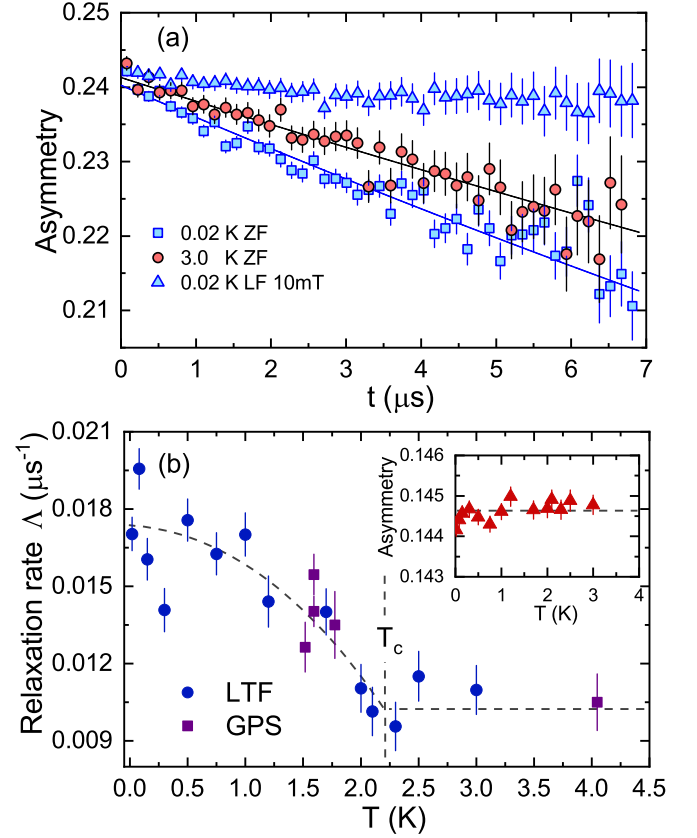 (a)
0.25
0.24
0.23
0.22
0.21
Asymmetry
0.02 K ZF
3.0 K ZF
0.02 K LF 10mT
0 1 2 3 4 5 6 7
t (μs)
(b)
0.021
0.018
0.015
0.012
0.009
Relaxation rate Λ (μs⁻¹)
T_c
LTF
GPS
0.0 0.5 1.0 1.5 2.0 2.5 3.0 3.5 4.0 4.5
T (K)
0.146
0.145
0.144
0.143
Asymmetry
0 1 2 3 4
T (K)